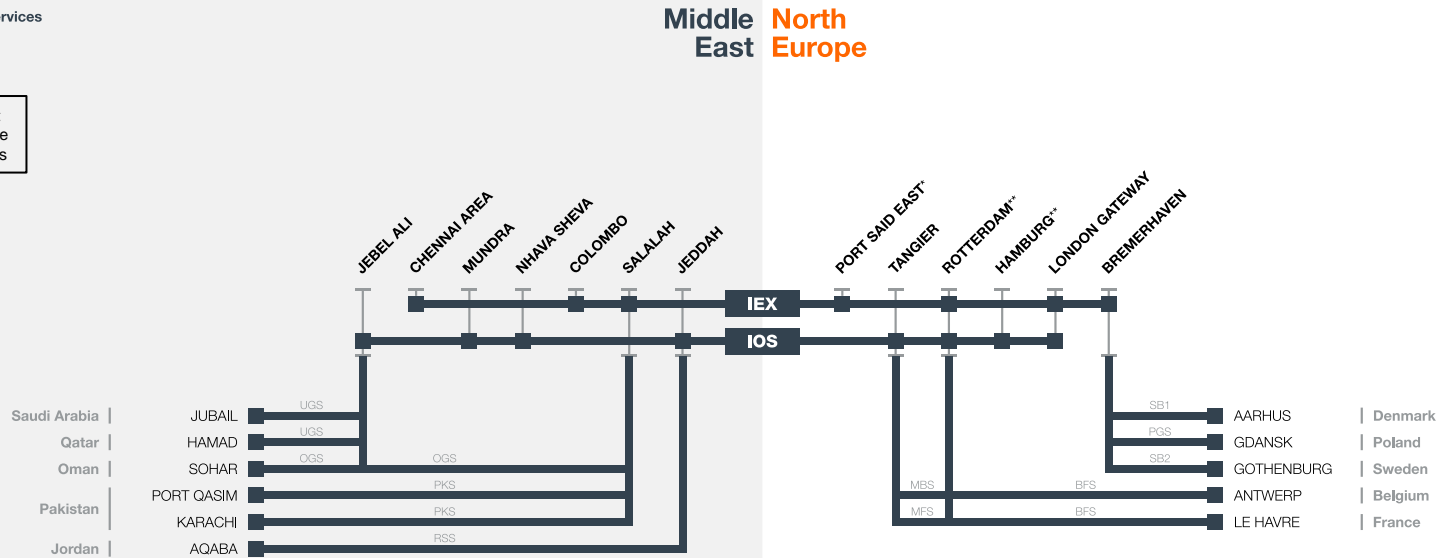 Middle North
East Europe
JEBEL ALI
CHENNAI AREA
MUNDRA
NHAVA SHEVA
COLOMBO
SALALAH
JEDDAH
PORT SAID EAST*
TANGIER
ROTTERDAM**
HAMBURG**
LONDON GATEWAY
BREMERHAVEN
IEX
IOS
Saudi Arabia | JUBAIL UGS
Qatar | HAMAD UGS
Oman | SOHAR OGS OGS
Pakistan | PORT QASIM PKS
KARACHI PKS
Jordan | AQABA RSS
SB1 AARHUS | Denmark
PGS GDANSK | Poland
SB2 GOTHENBURG | Sweden
MBS BFS ANTWERP | Belgium
MFS BFS LE HAVRE | France